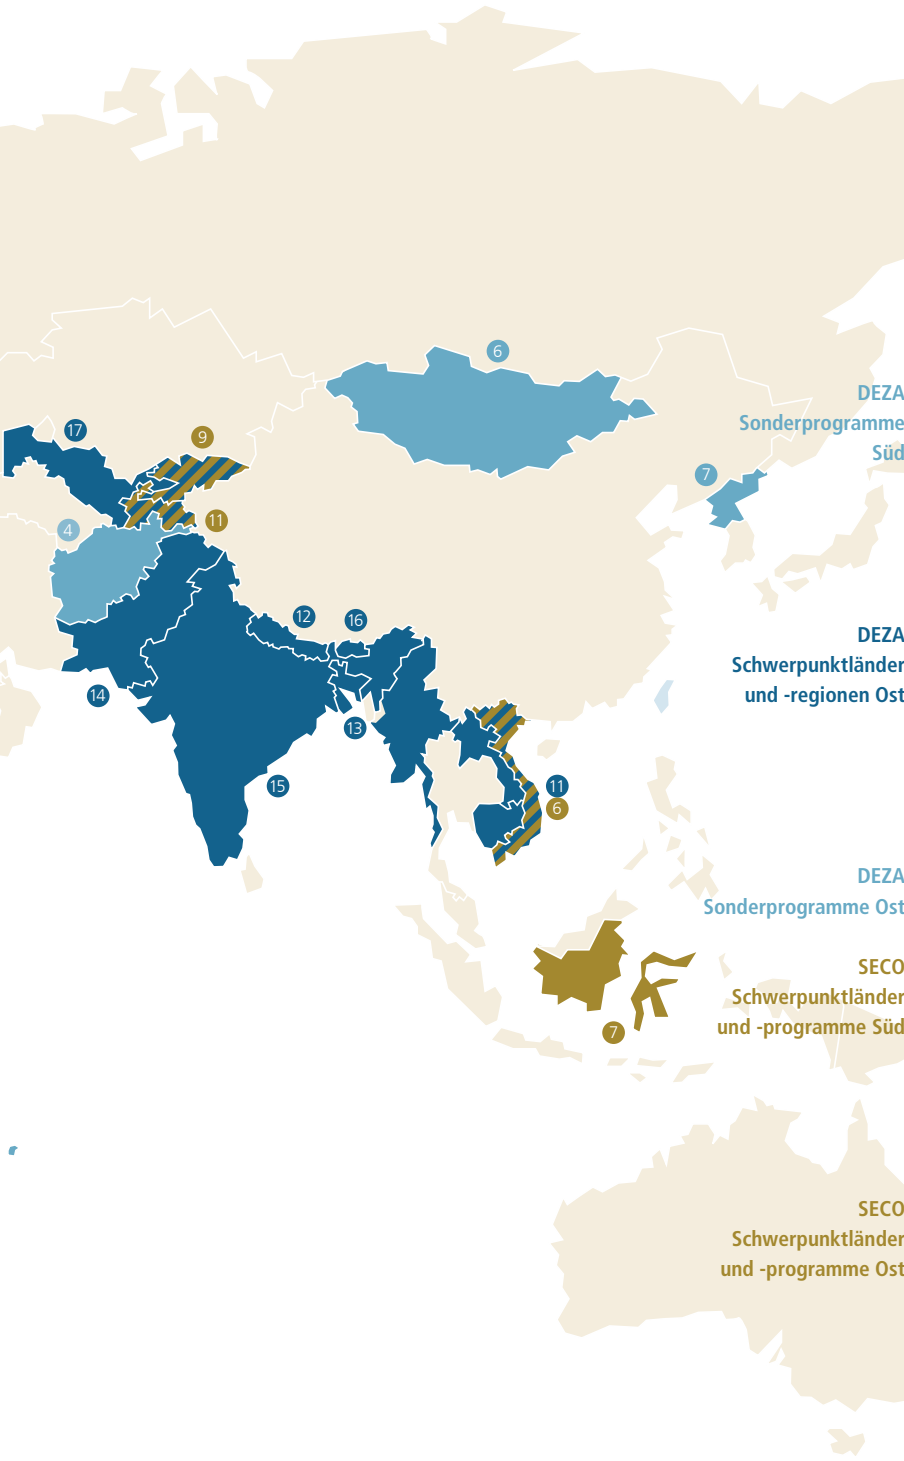 6
DEZA
Sonderprogramme
Süd
17
9
7
11
4
12
16
DEZA
Schwerpunktländer
und -regionen Ost
14
13
15
11
6
DEZA
Sonderprogramme Ost
SECO
Schwerpunktländer
und -programme Süd
7
SECO
Schwerpunktländer
und -programme Ost